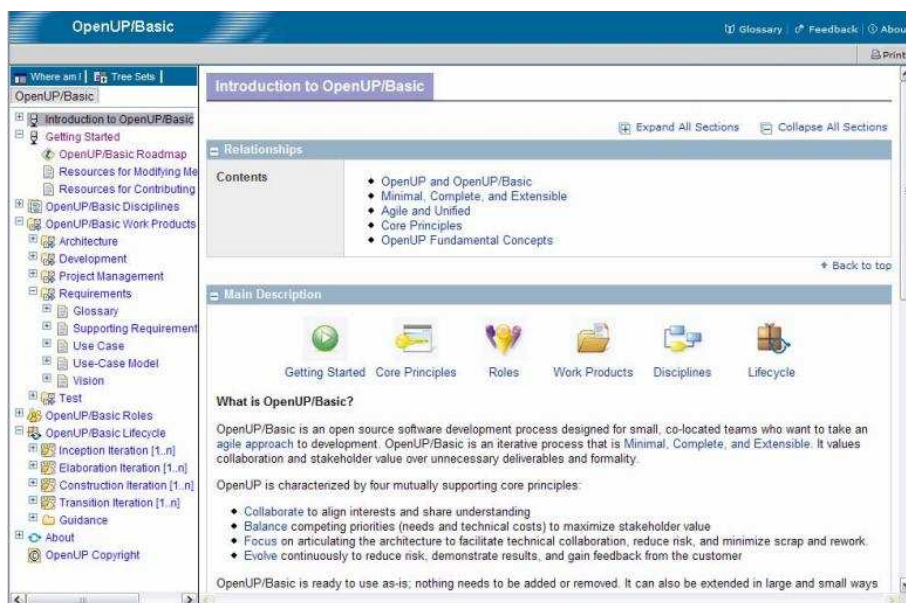 OpenUP/Basic
Glossary | Feedback | Abou
Print
Where am I | Tree Sets |
OpenUP/Basic
Introduction to OpenUP/Basic
Getting Started
OpenUP/Basic Roadmap
Resources for Modifying Me
Resources for Contributing
OpenUP/Basic Disciplines
OpenUP/Basic Work Products
Architecture
Development
Project Management
Requirements
Glossary
Supporting Requirement
Use Case
Use-Case Model
Vision
Test
OpenUP/Basic Roles
OpenUP/Basic Lifecycle
Inception Iteration [1..n]
Elaboration Iteration [1..n]
Construction Iteration [1..n]
Transition Iteration [1..n]
Guidance
About
OpenUP Copyright
Introduction to OpenUP/Basic
Expand All Sections Collapse All Sections
Relationships
Contents
OpenUP and OpenUP/Basic
Minimal, Complete, and Extensible
Agile and Unified
Core Principles
OpenUP Fundamental Concepts
Back to top
Main Description
Getting Started Core Principles Roles Work Products Disciplines Lifecycle
What is OpenUP/Basic?
OpenUP/Basic is an open source software development process designed for small, co-located teams who want to take an
agile approach to development. OpenUP/Basic is an iterative process that is Minimal, Complete, and Extensible. It values
collaboration and stakeholder value over unnecessary deliverables and formality.
OpenUP is characterized by four mutually supporting core principles:
Collaborate to align interests and share understanding
Balance competing priorities (needs and technical costs) to maximize stakeholder value
Focus on articulating the architecture to facilitate technical collaboration, reduce risk, and minimize scrap and rework.
Evolve continuously to reduce risk, demonstrate results, and gain feedback from the customer
OpenUP/Basic is ready to use as-is; nothing needs to be added or removed. It can also be extended in large and small ways